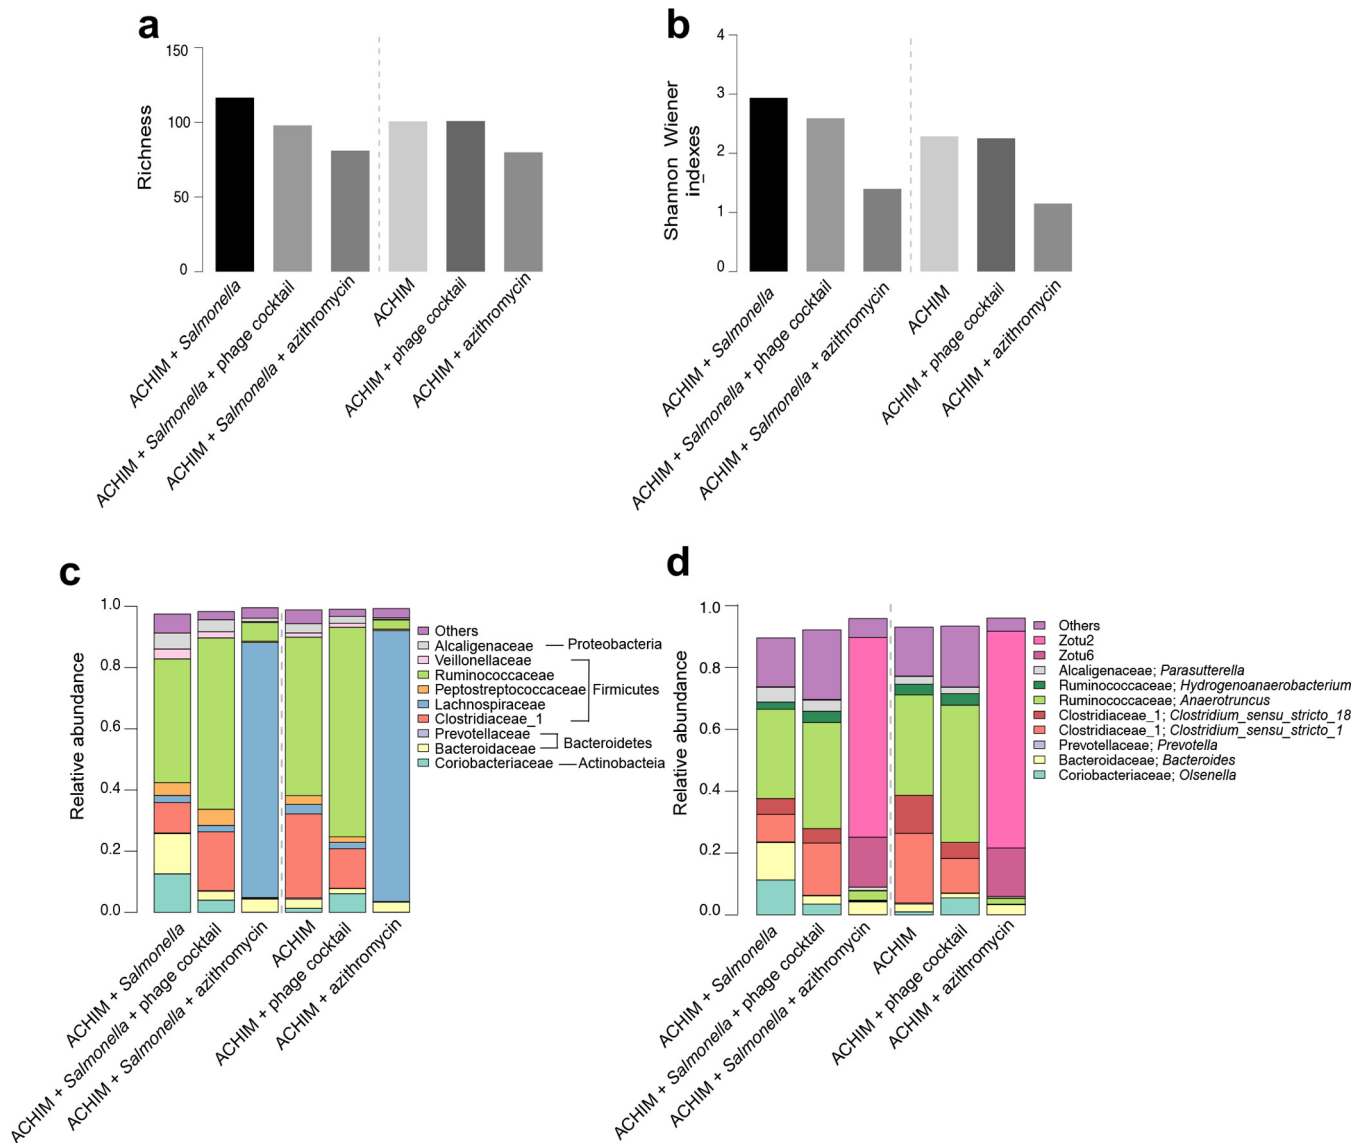 a
150
100
50
0
Richness
ACHIM + Salmonella
ACHIM + Salmonella + phage cocktail
ACHIM + Salmonella + azithromycin
ACHIM
ACHIM + phage cocktail
ACHIM + azithromycin
b
4
3
2
1
0
Shannon Wiener
indexes
ACHIM + Salmonella
ACHIM + Salmonella + phage cocktail
ACHIM + Salmonella + azithromycin
ACHIM
ACHIM + phage cocktail
ACHIM + azithromycin
c
1.0
0.8
0.6
0.4
0.2
0.0
Relative abundance
ACHIM + Salmonella
ACHIM + Salmonella + phage cocktail
ACHIM + Salmonella + azithromycin
ACHIM
ACHIM + phage cocktail
ACHIM + azithromycin
Others
Alcaligenaceae Proteobacteria
Veillonellaceae
Ruminococcaceae
Peptostreptococcaceae Firmicutes
Lachnospiraceae
Clostridiaceae_1
Prevotellaceae
Bacteroidetes
Bacteroidaceae
Coriobacteriaceae Actinobacteia
d
1.0
0.8
0.6
0.4
0.2
0.0
Relative abundance
ACHIM + Salmonella
ACHIM + Salmonella + phage cocktail
ACHIM + Salmonella + azithromycin
ACHIM
ACHIM + phage cocktail
ACHIM + azithromycin
Others
Zotu2
Zotu6
Alcaligenaceae; Parasutterella
Ruminococcaceae; Hydrogenoanaerobacterium
Ruminococcaceae; Anaerotruncus
Clostridiaceae_1; Clostridium_sensu_stricto_18
Clostridiaceae_1; Clostridium_sensu_stricto_1
Prevotellaceae; Prevotella
Bacteroidaceae; Bacteroides
Coriobacteriaceae; Olsenella